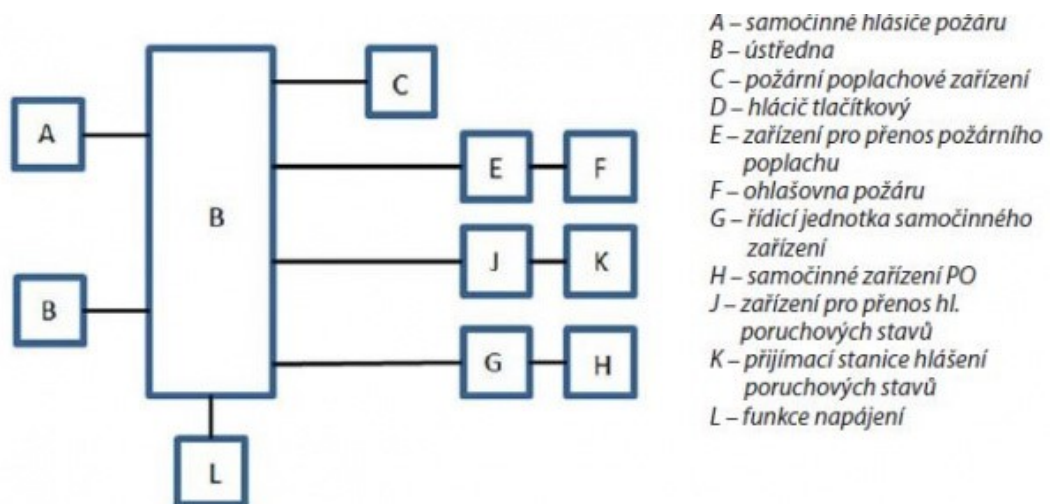 A
B
B
C
E
F
J
K
G
H
L
A – samočinné hlásiče požáru
B – ústředna
C – požární poplachové zařízení
D – hlácič tlačítkový
E – zařízení pro přenos požárního
poplachu
F – ohlašovna požáru
G – řídicí jednotka samočinného
zařízení
H – samočinné zařízení PO
J – zařízení pro přenos hl.
poruchových stavů
K – přijímací stanice hlášení
poruchových stavů
L – funkce napájení